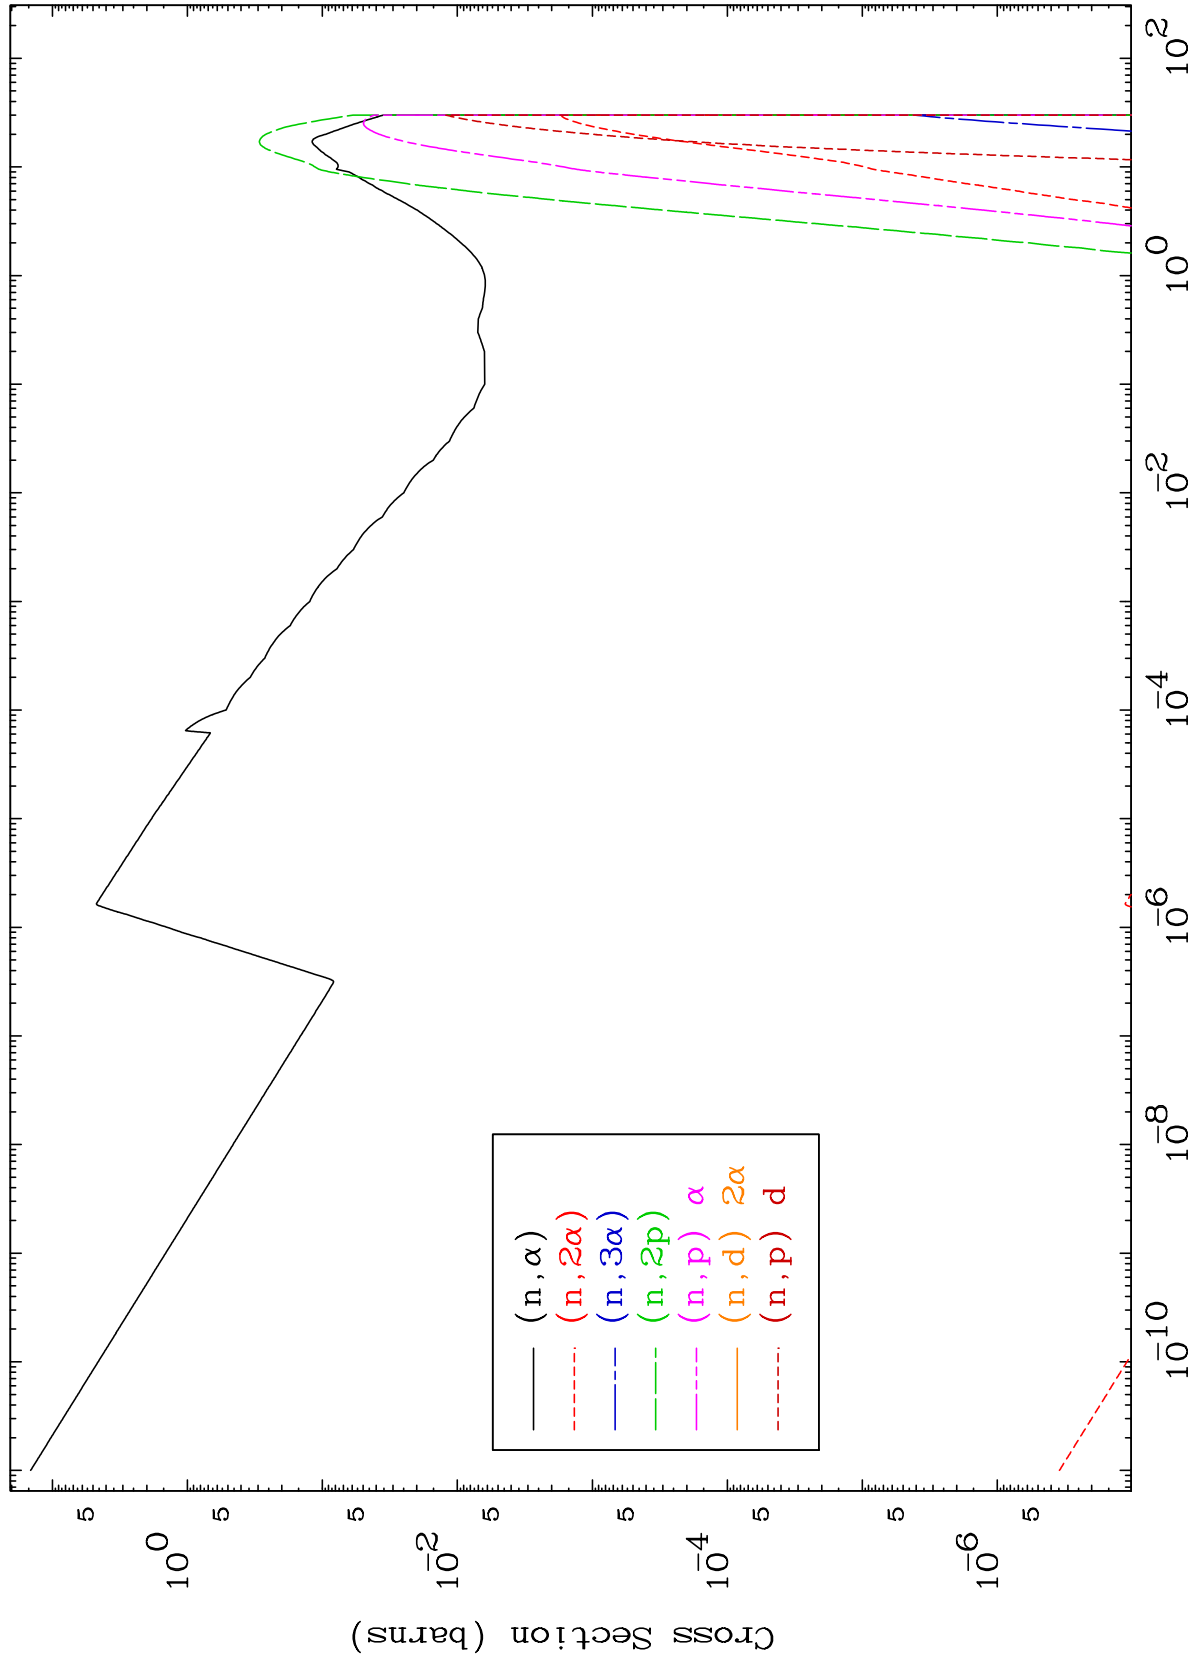 Cross Section (barns)
10^0
10^-2
10^-4
10^-6
5
5
5
5
5
5
5
5
(n,α)
(n,2α)
(n,3α)
(n,2p)
(n,p) α
(n,d) 2α
(n,p) d
10^-10
10^-8
10^-6
10^-4
10^-2
10^0
10^2